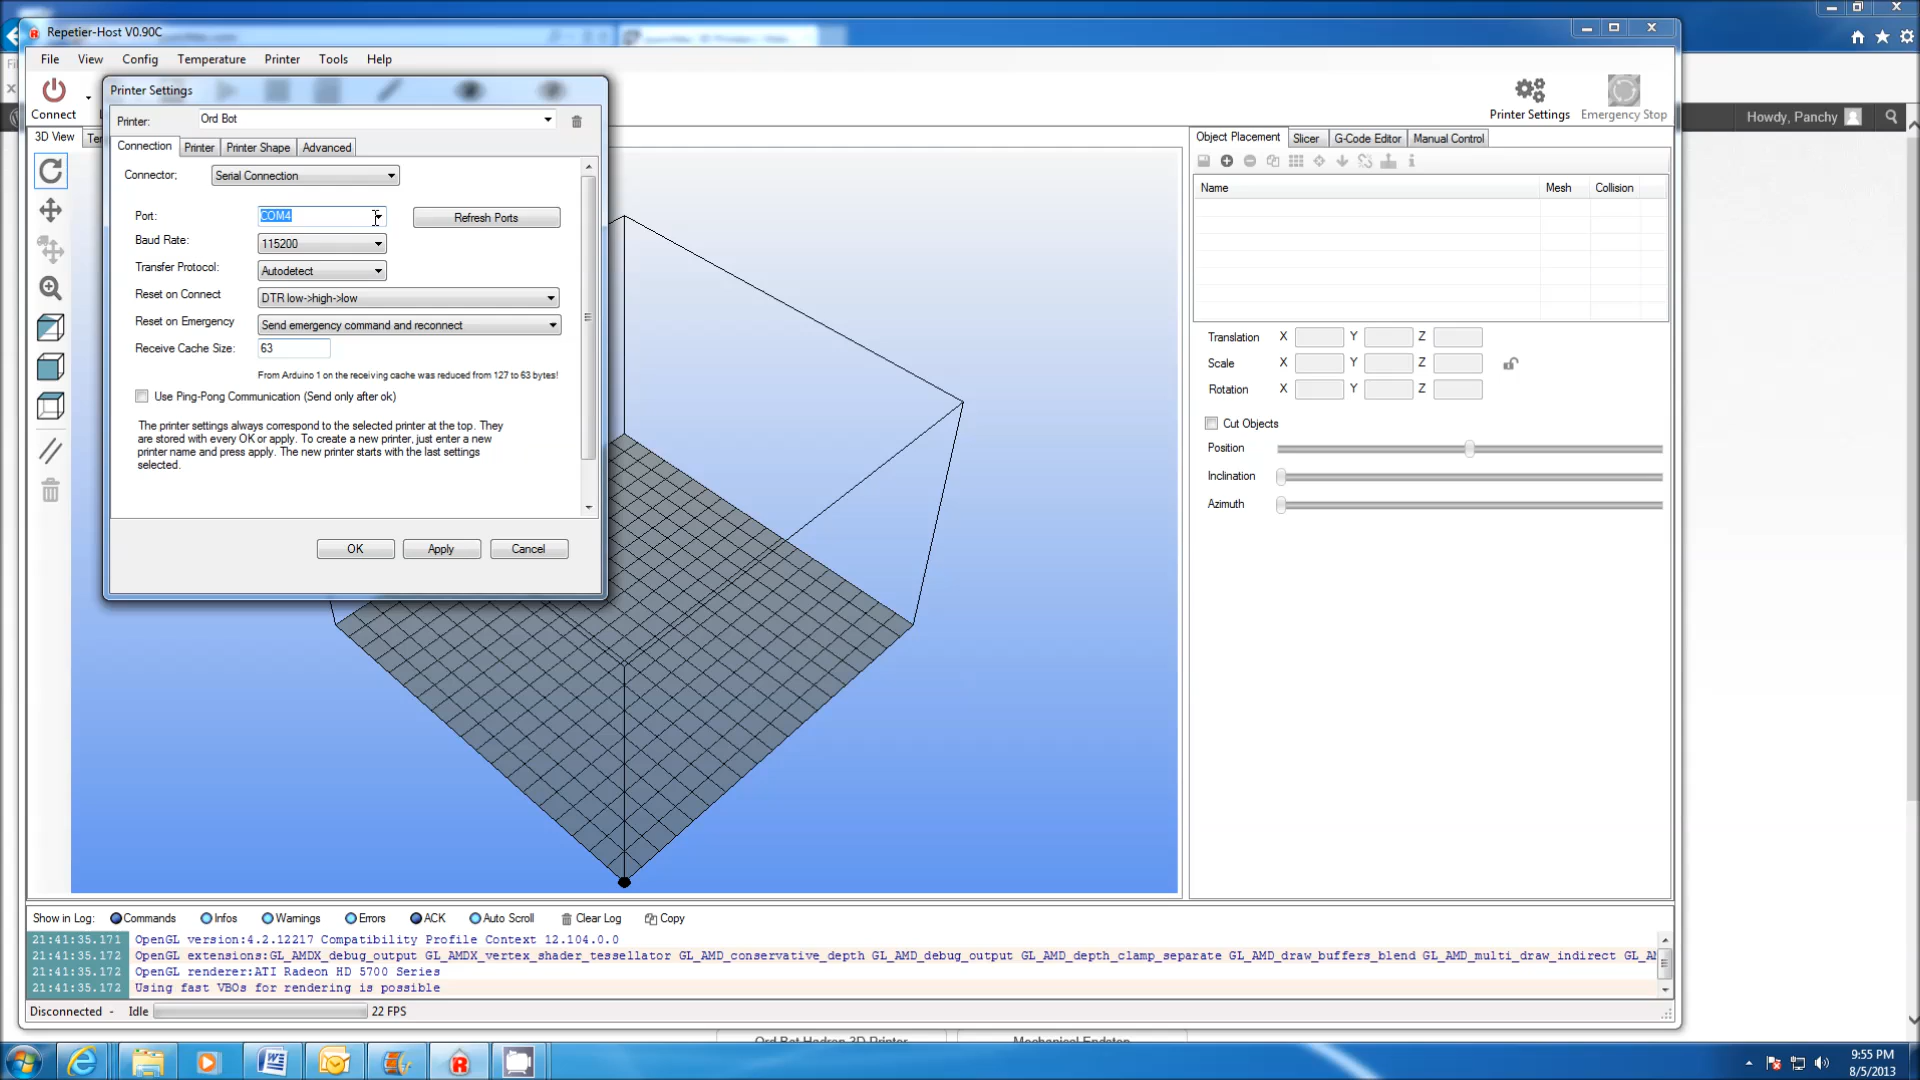 Repetier-Host V0.90C
File View Config Temperature Printer Tools Help
Connect
Printer Settings Emergency Stop
Howdy, Panchy
3D View
Printer Settings
Printer: Ord Bot
Connection Printer Printer Shape Advanced
Connector: Serial Connection
Port: COM4 Refresh Ports
Baud Rate: 115200
Transfer Protocol: Autodetect
Reset on Connect DTR low->high->low
Reset on Emergency Send emergency command and reconnect
Receive Cache Size: 63
From Arduino 1 on the receiving cache was reduced from 127 to 63 bytes!
Use Ping-Pong Communication (Send only after ok)
The printer settings always correspond to the selected printer at the top. They
are stored with every OK or apply. To create a new printer, just enter a new
printer name and press apply. The new printer starts with the last settings
selected.
OK Apply Cancel
Object Placement Slicer G-Code Editor Manual Control
Name Mesh Collision
Translation X Y Z
Scale X Y Z
Rotation X Y Z
Cut Objects
Position
Inclination
Azimuth
Show in Log: Commands Infos Warnings Errors ACK Auto Scroll Clear Log Copy
21:41:35.171 OpenGL version:4.2.12217 Compatibility Profile Context 12.104.0.0
21:41:35.172 OpenGL extensions:GL_AMDX_debug_output GL_AMDX_vertex_shader_tessellator GL_AMD_conservative_depth GL_AMD_debug_output GL_AMD_depth_clamp_separate GL_AMD_draw_buffers_blend GL_AMD_multi_draw_indirect
21:41:35.172 OpenGL renderer:ATI Radeon HD 5700 Series
21:41:35.172 Using fast VBOs for rendering is possible
Disconnected - Idle 22 FPS
Ord Bot Hadron 3D Printer Mechanical Endstop
9:55 PM
8/5/2013